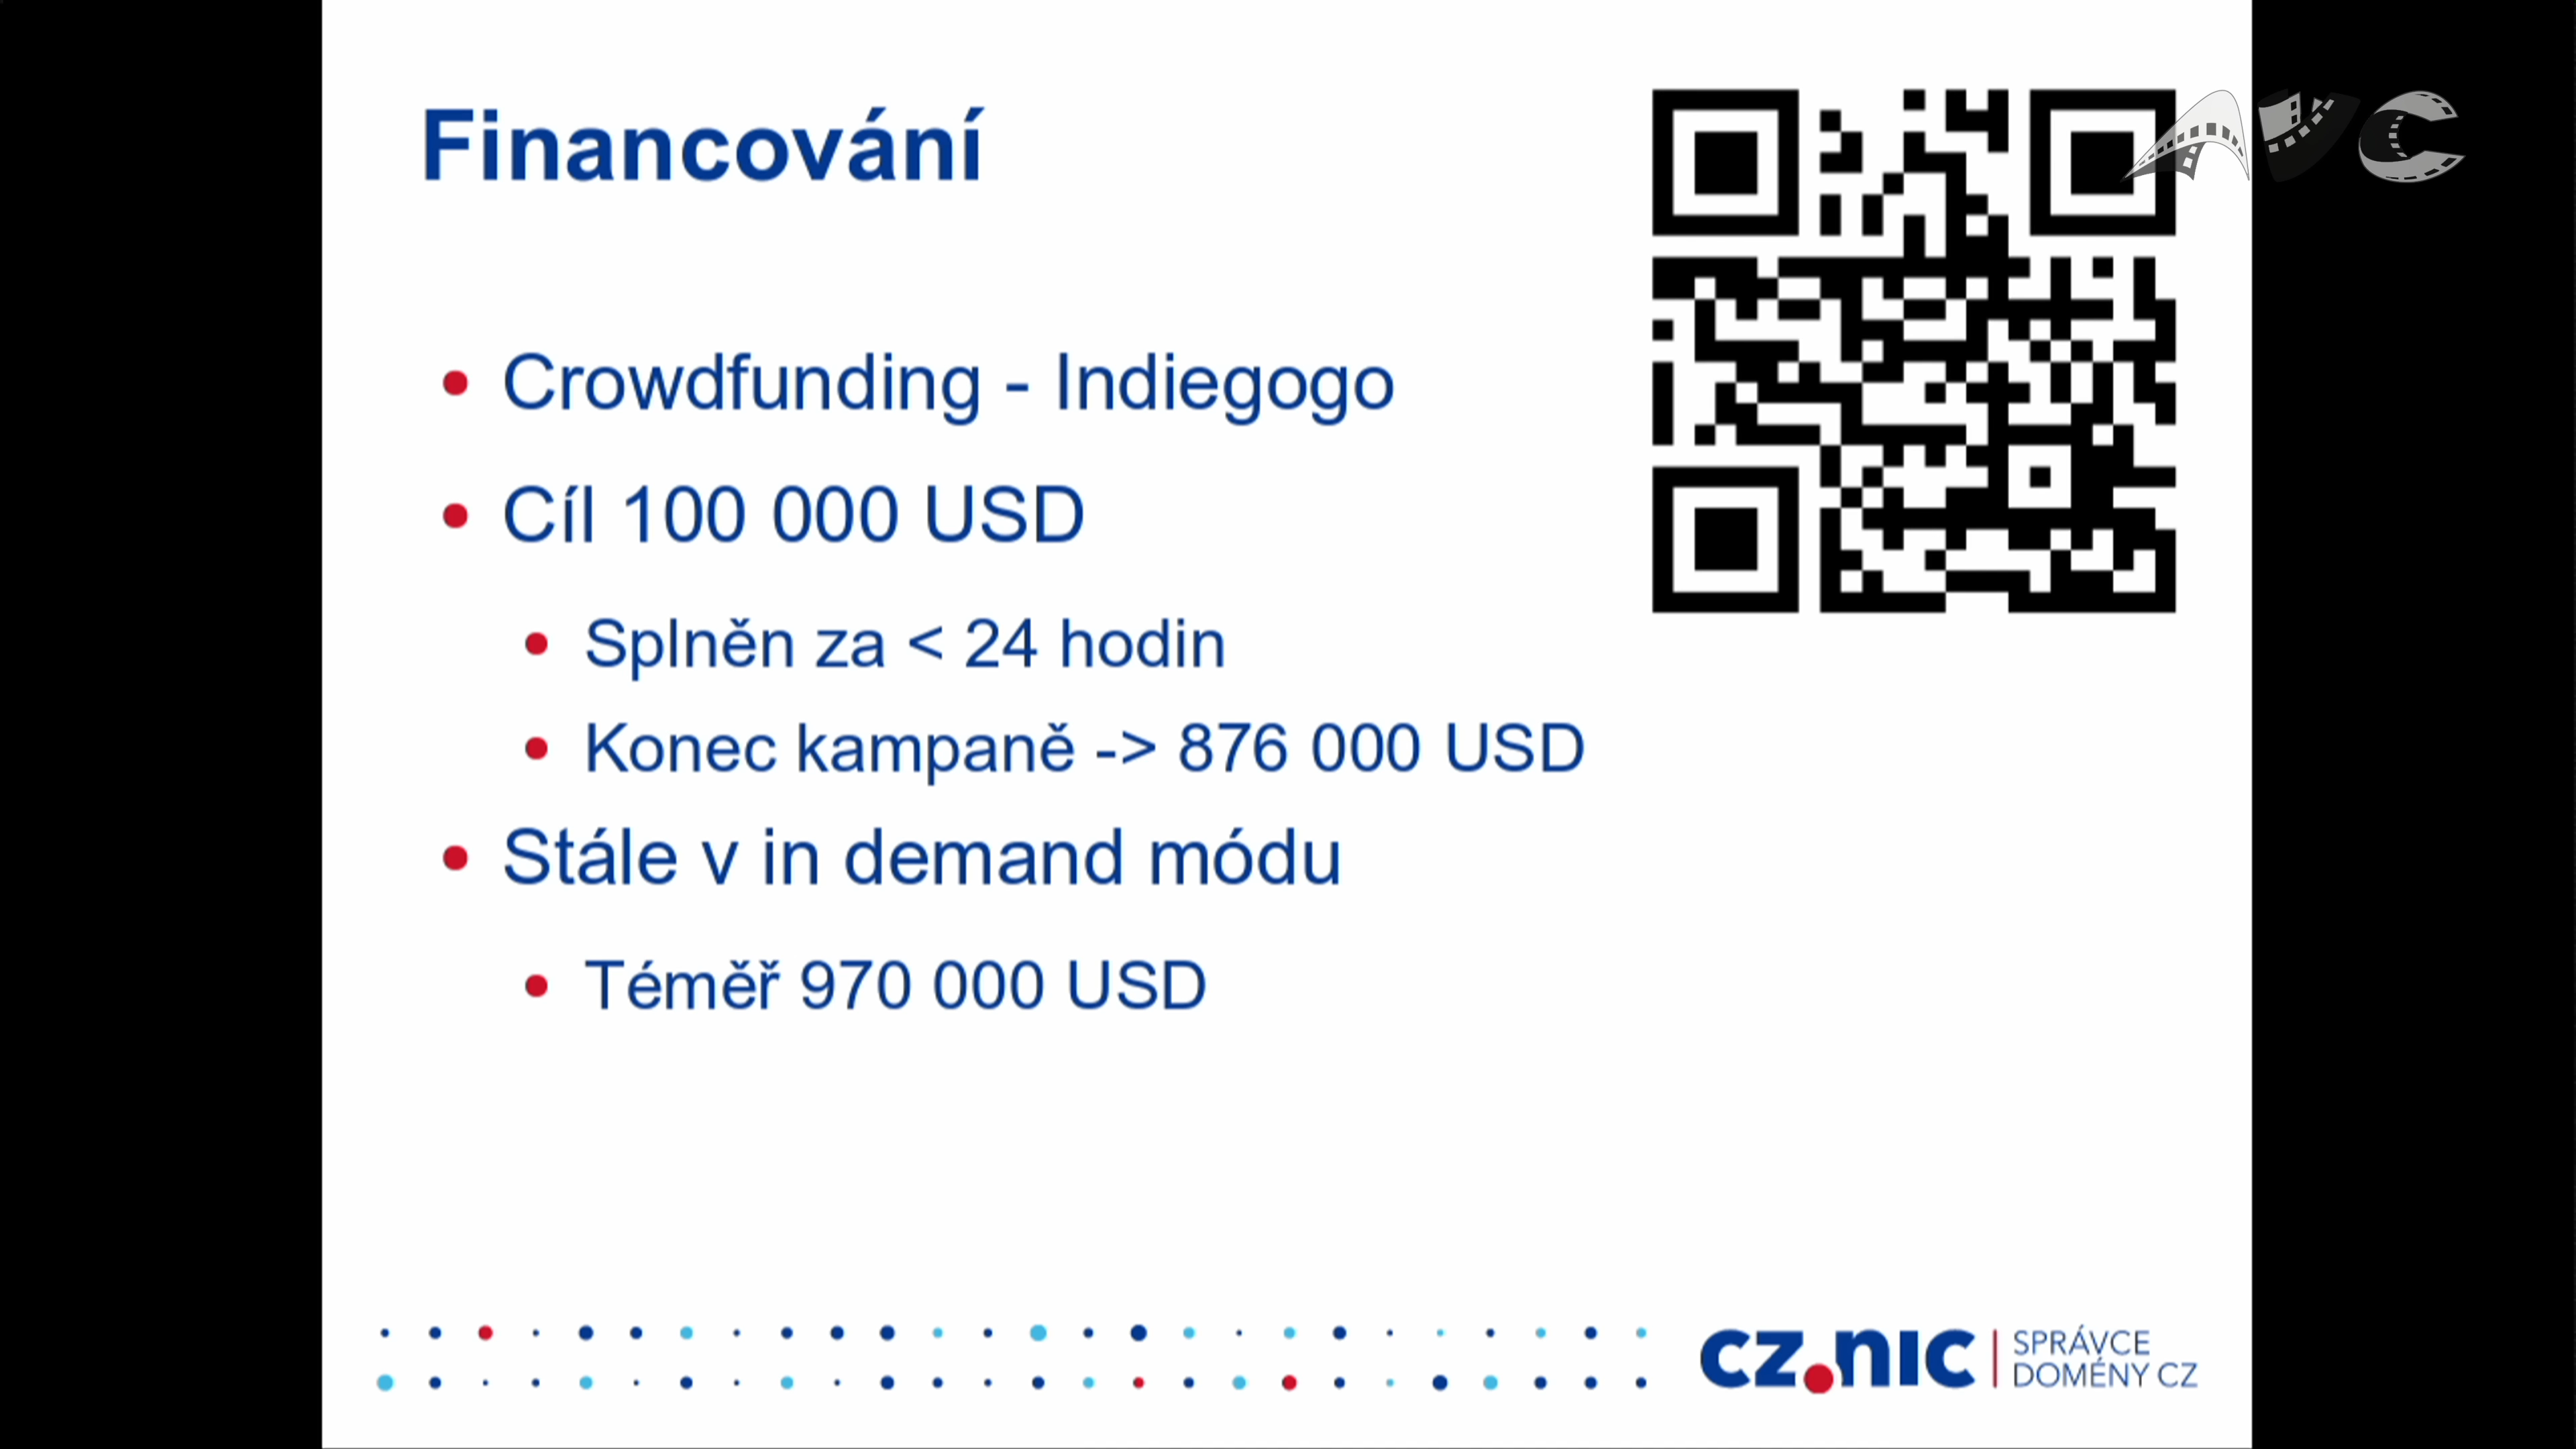 Financování
AVC
Crowdfunding - Indiegogo
Cíl 100 000 USD
Splněn za < 24 hodin
Konec kampaně -> 876 000 USD
Stále v in demand módu
Téměř 970 000 USD
cz.nic
SPRÁVCE
DOMÉNY CZ